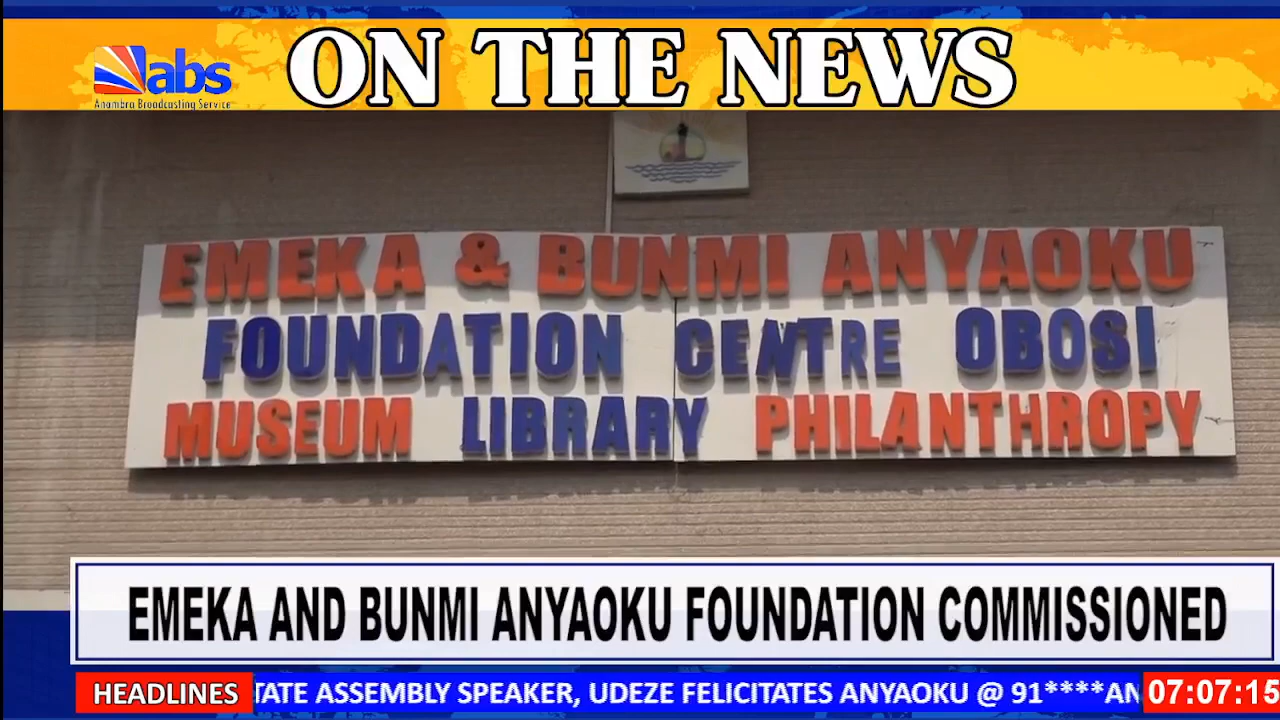 ON THE NEWS
abs
Anambra Broadcasting Service
EMEKA & BUNMI ANYAOKU
FOUNDATION CENTRE OBOSI
MUSEUM LIBRARY PHILANTHROPY
EMEKA AND BUNMI ANYAOKU FOUNDATION COMMISSIONED
HEADLINES
TATE ASSEMBLY SPEAKER, UDEZE FELICITATES ANYAOKU @ 91****AN
07:07:15